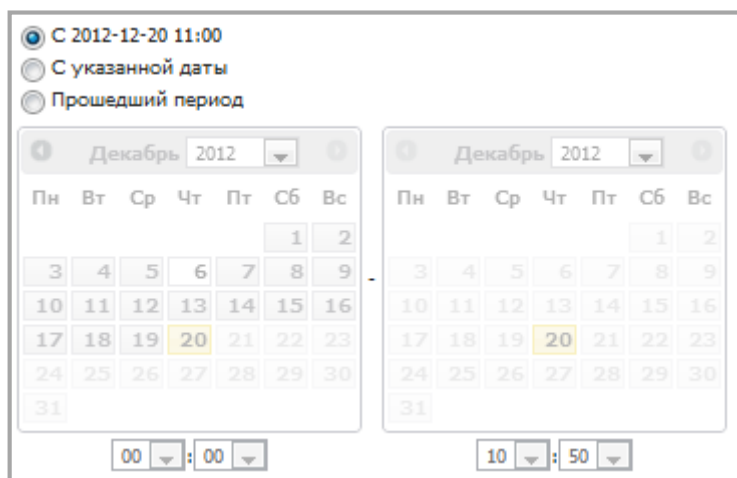 С 2012-12-20 11:00
С указанной даты
Прошедший период
Декабрь 2012
Пн Вт Ср Чт Пт Сб Вс
1 2
3 4 5 6 7 8 9
10 11 12 13 14 15 16
17 18 19 20 21 22 23
24 25 26 27 28 29 30
31
00 : 00
-
Декабрь 2012
Пн Вт Ср Чт Пт Сб Вс
1 2
3 4 5 6 7 8 9
10 11 12 13 14 15 16
17 18 19 20 21 22 23
24 25 26 27 28 29 30
31
10 : 50